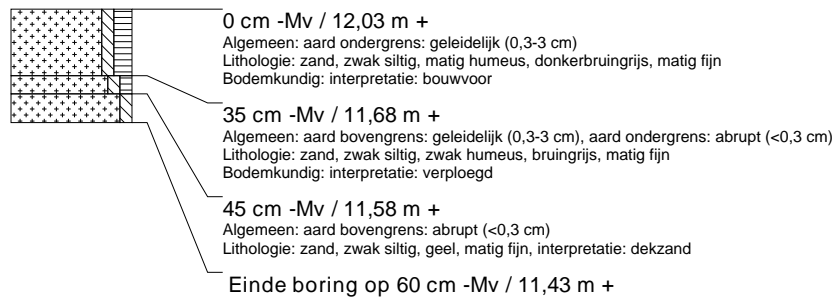 0 cm -Mv / 12,03 m +
Algemeen: aard ondergrens: geleidelijk (0,3-3 cm)
Lithologie: zand, zwak siltig, matig humeus, donkerbruingrijs, matig fijn
Bodemkundig: interpretatie: bouwvoor
35 cm -Mv / 11,68 m +
Algemeen: aard bovengrens: geleidelijk (0,3-3 cm), aard ondergrens: abrupt (<0,3 cm)
Lithologie: zand, zwak siltig, zwak humeus, bruingrijs, matig fijn
Bodemkundig: interpretatie: verploegd
45 cm -Mv / 11,58 m +
Algemeen: aard bovengrens: abrupt (<0,3 cm)
Lithologie: zand, zwak siltig, geel, matig fijn, interpretatie: dekzand
Einde boring op 60 cm -Mv / 11,43 m +